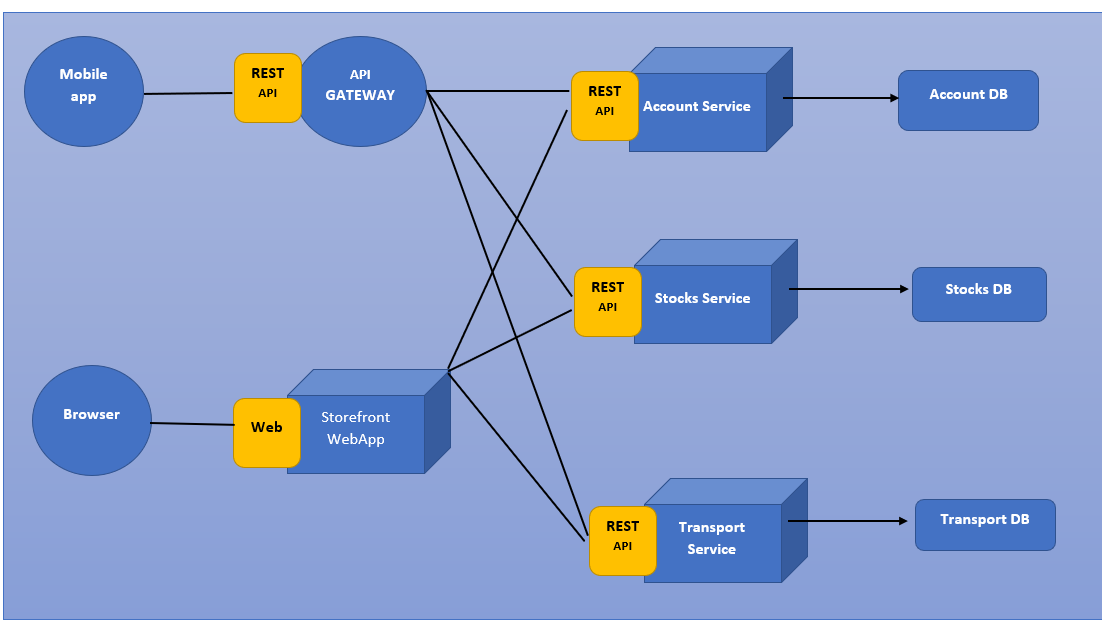 Mobile
app
REST
API
API
GATEWAY
REST
API
Account Service
Account DB
REST
API
Stocks Service
Stocks DB
Browser
Web
Storefront
WebApp
REST
API
Transport
Service
Transport DB